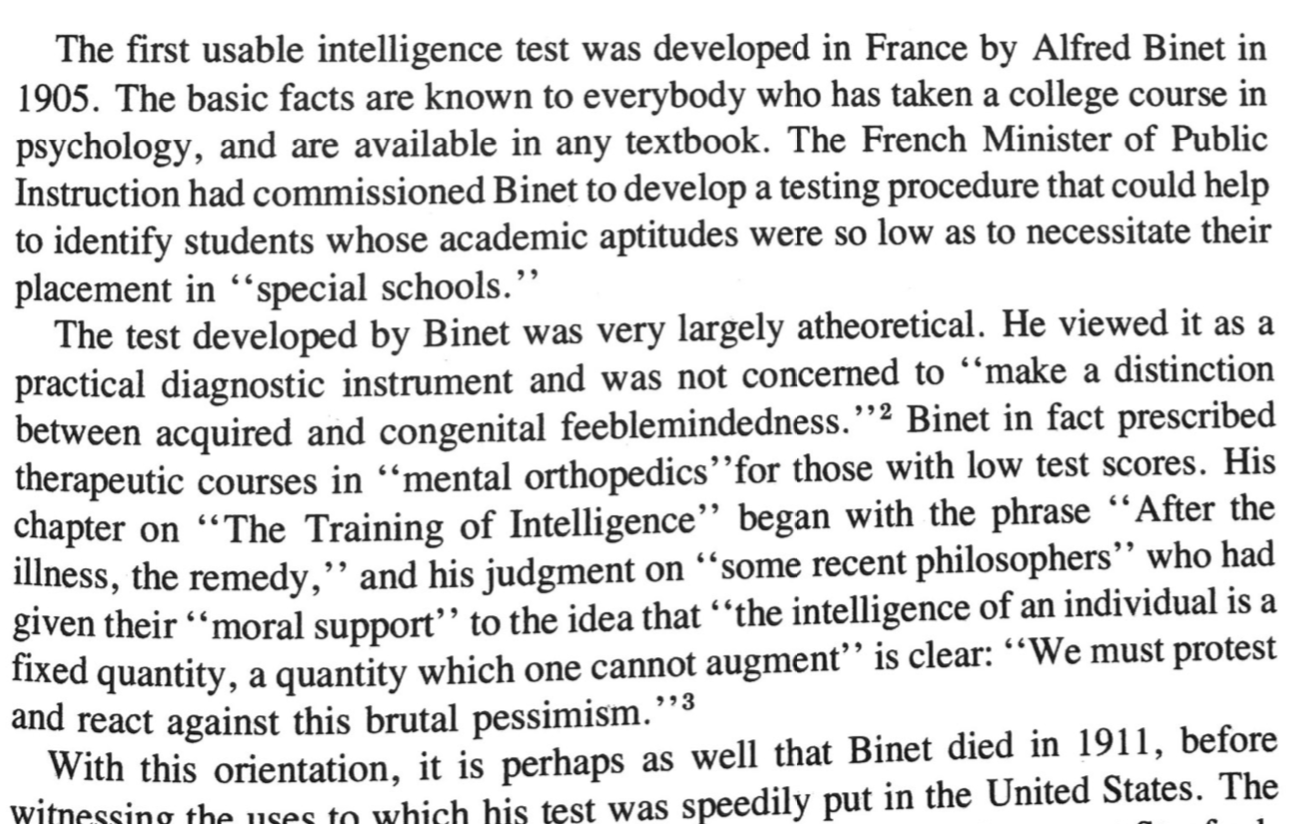 The first usable intelligence test was developed in France by Alfred Binet in
1905. The basic facts are known to everybody who has taken a college course in
psychology, and are available in any textbook. The French Minister of Public
Instruction had commissioned Binet to develop a testing procedure that could help
to identify students whose academic aptitudes were so low as to necessitate their
placement in ‘‘special schools.’’
The test developed by Binet was very largely atheoretical. He viewed it as a
practical diagnostic instrument and was not concerned to ‘‘make a distinction
between acquired and congenital feeblemindedness.’’² Binet in fact prescribed
therapeutic courses in ‘‘mental orthopedics’’for those with low test scores. His
chapter on ‘‘The Training of Intelligence’’ began with the phrase ‘‘After the
illness, the remedy,’’ and his judgment on ‘‘some recent philosophers’’ who had
given their ‘‘moral support’’ to the idea that ‘‘the intelligence of an individual is a
fixed quantity, a quantity which one cannot augment’’ is clear: ‘‘We must protest
and react against this brutal pessimism.’’³
With this orientation, it is perhaps as well that Binet died in 1911, before
witnessing the uses to which his test was speedily put in the United States. The